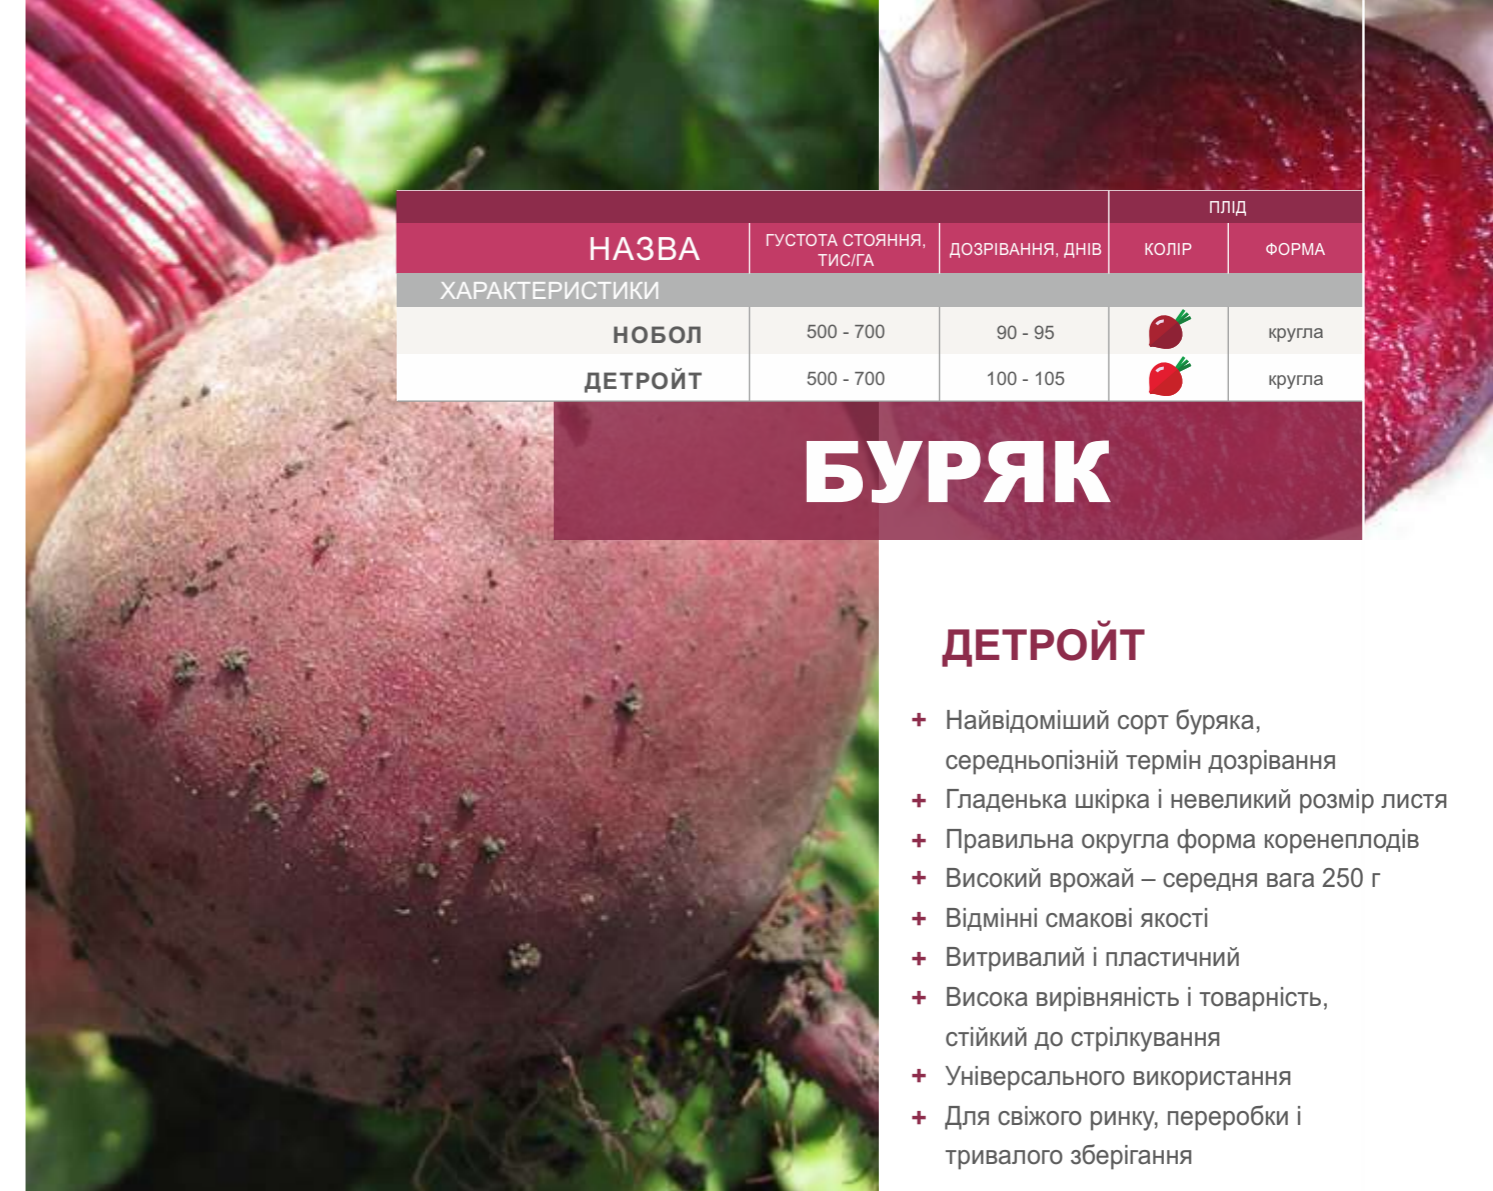 ПЛІД
НАЗВА
ГУСТОТА СТОЯННЯ,
ТИС/ГА
ДОЗРІВАННЯ, ДНІВ
КОЛІР
ФОРМА
ХАРАКТЕРИСТИКИ
НОБОЛ 500 - 700 90 - 95 кругла
ДЕТРОЙТ 500 - 700 100 - 105 кругла
БУРЯК
ДЕТРОЙТ
+ Найвідоміший сорт буряка,
середньопізній термін дозрівання
+ Гладенька шкірка і невеликий розмір листя
+ Правильна округла форма коренеплодів
+ Високий врожай – середня вага 250 г
+ Відмінні смакові якості
+ Витривалий і пластичний
+ Висока вирівняність і товарність,
стійкий до стрілкування
+ Універсального використання
+ Для свіжого ринку, переробки і
тривалого зберігання